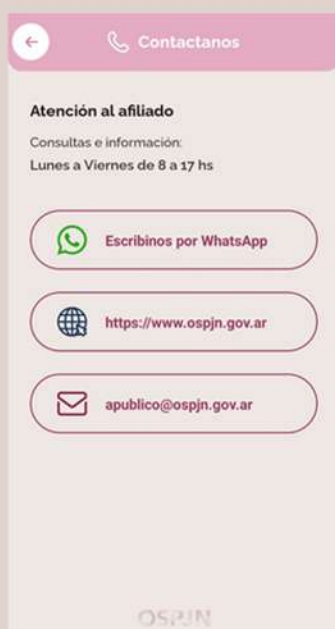 Contactanos
Atención al afiliado
Consultas e información:
Lunes a Viernes de 8 a 17 hs
Escribinos por WhatsApp
https://www.ospjn.gov.ar
apublico@ospjn.gov.ar
OSPJN